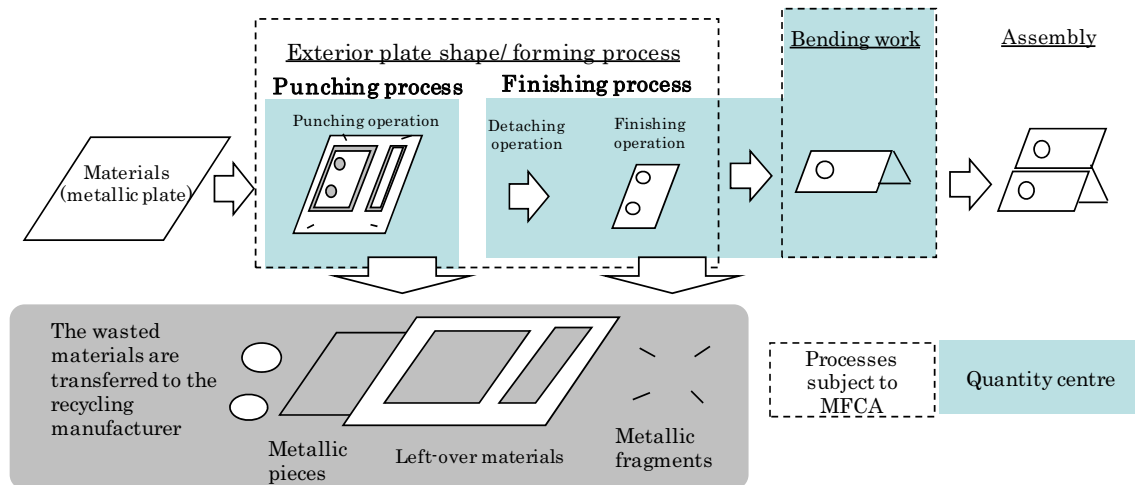 Exterior plate shape/ forming process
Bending work
Assembly
Punching process
Finishing process
Punching operation
Detaching
operation
Finishing
operation
Materials
(metallic plate)
The wasted
materials are
transferred to the
recycling
manufacturer
Metallic
pieces
Left-over materials
Metallic
fragments
Processes
subject to
MFCA
Quantity centre